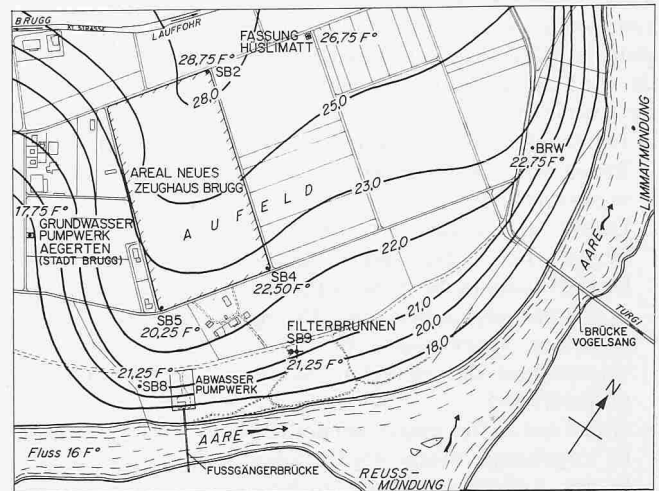 BRUGG
KT. STRASSE
LAUFFOHR
FASSUNG
HÜSLIMATT
26,75 F°
28,75 F°
SB2
28,0
25,0
AREAL NEUES
ZEUGHAUS BRUGG
AUFELD
23,0
BRW
22,75 F°
LIMMATMÜNDUNG
17,75 F°
GRUNDWASSER
PUMPWERK
AEGERTEN
(STADT BRUGG)
22,0
AARE
SB4
22,50 F°
SB5
20,25 F°
21,0
20,0
18,0
FILTERBRUNNEN
SB9
21,25 F°
TURGI
BRÜCKE
VOGELSANG
21,25 F°
SB8
ABWASSER
PUMPWERK
N
AARE
Fluss 16 F°
FUSSGÄNGERBRÜCKE
REUSS-
MÜNDUNG